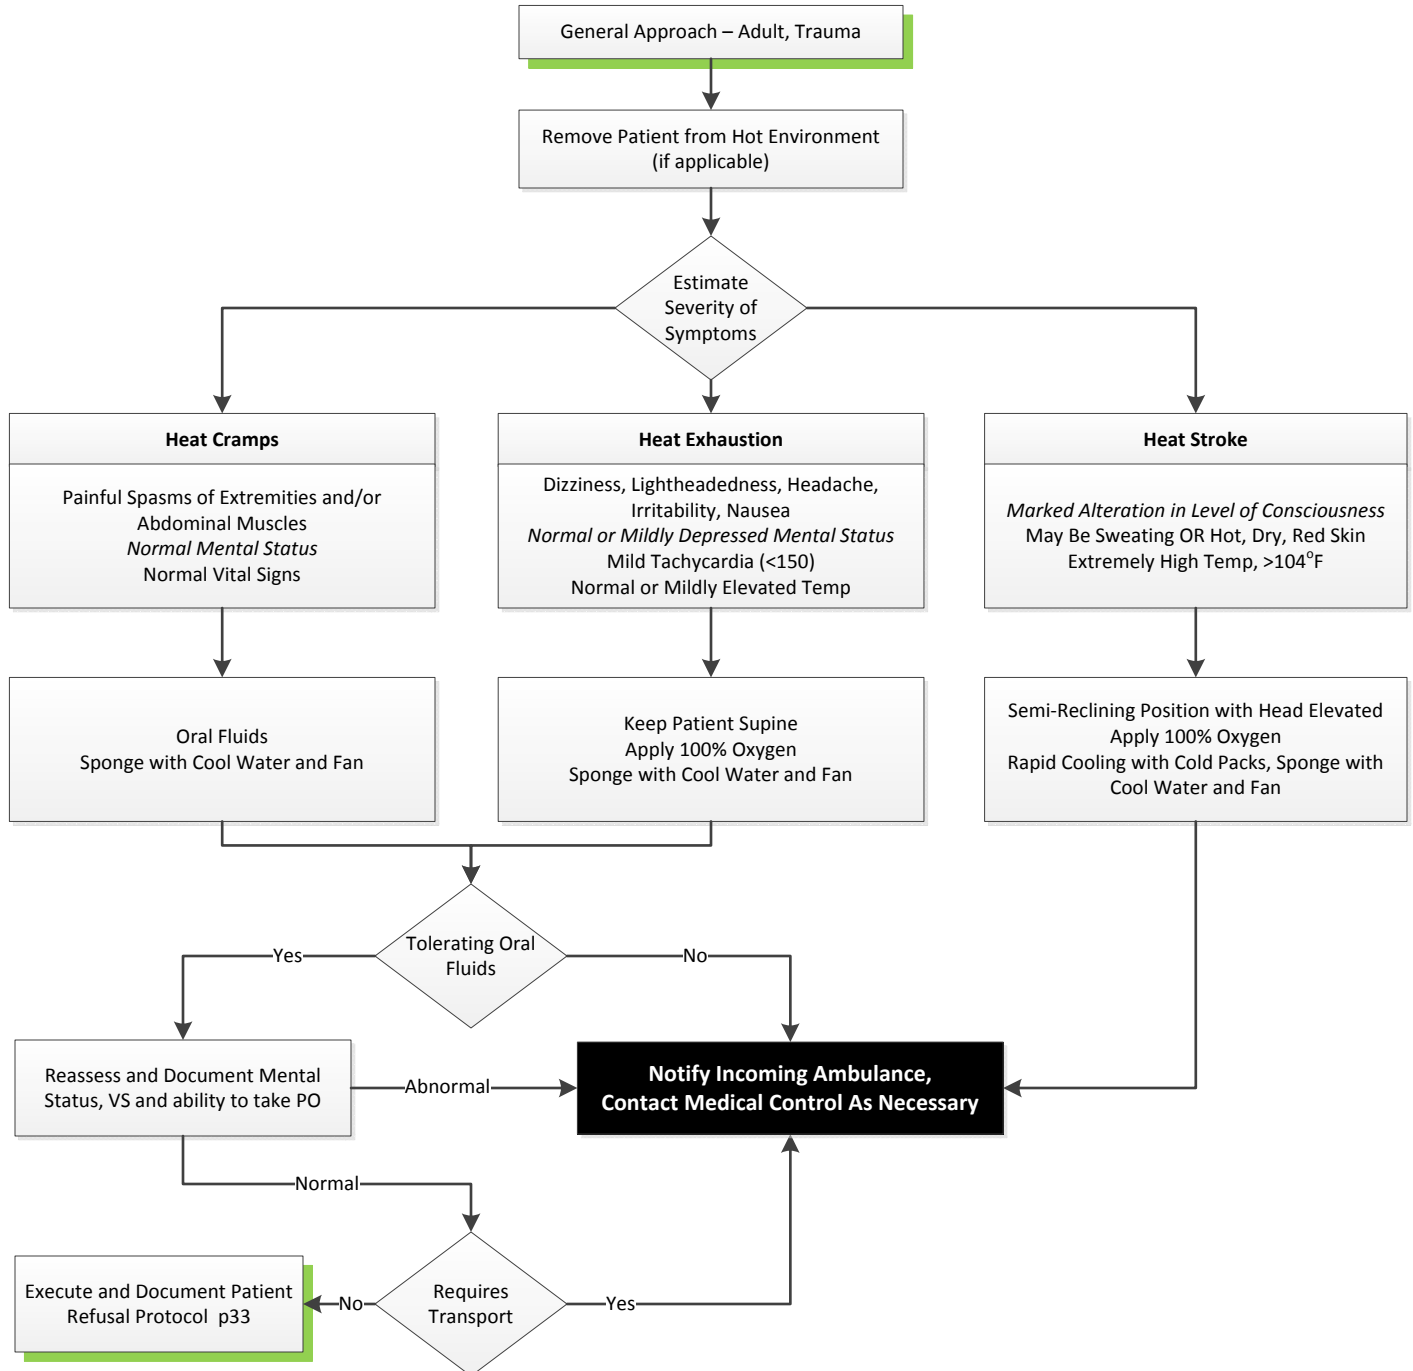 General Approach – Adult, Trauma
Remove Patient from Hot Environment
(if applicable)
Estimate
Severity of
Symptoms
Heat Cramps
Painful Spasms of Extremities and/or
Abdominal Muscles
Normal Mental Status
Normal Vital Signs
Heat Exhaustion
Dizziness, Lightheadedness, Headache,
Irritability, Nausea
Normal or Mildly Depressed Mental Status
Mild Tachycardia (<150)
Normal or Mildly Elevated Temp
Heat Stroke
Marked Alteration in Level of Consciousness
May Be Sweating OR Hot, Dry, Red Skin
Extremely High Temp, >104°F
Oral Fluids
Sponge with Cool Water and Fan
Keep Patient Supine
Apply 100% Oxygen
Sponge with Cool Water and Fan
Semi-Reclining Position with Head Elevated
Apply 100% Oxygen
Rapid Cooling with Cold Packs, Sponge with
Cool Water and Fan
Tolerating Oral
Fluids
Yes
No
Reassess and Document Mental
Status, VS and ability to take PO
Abnormal
Notify Incoming Ambulance,
Contact Medical Control As Necessary
Normal
Requires
Transport
No
Yes
Execute and Document Patient
Refusal Protocol  p33